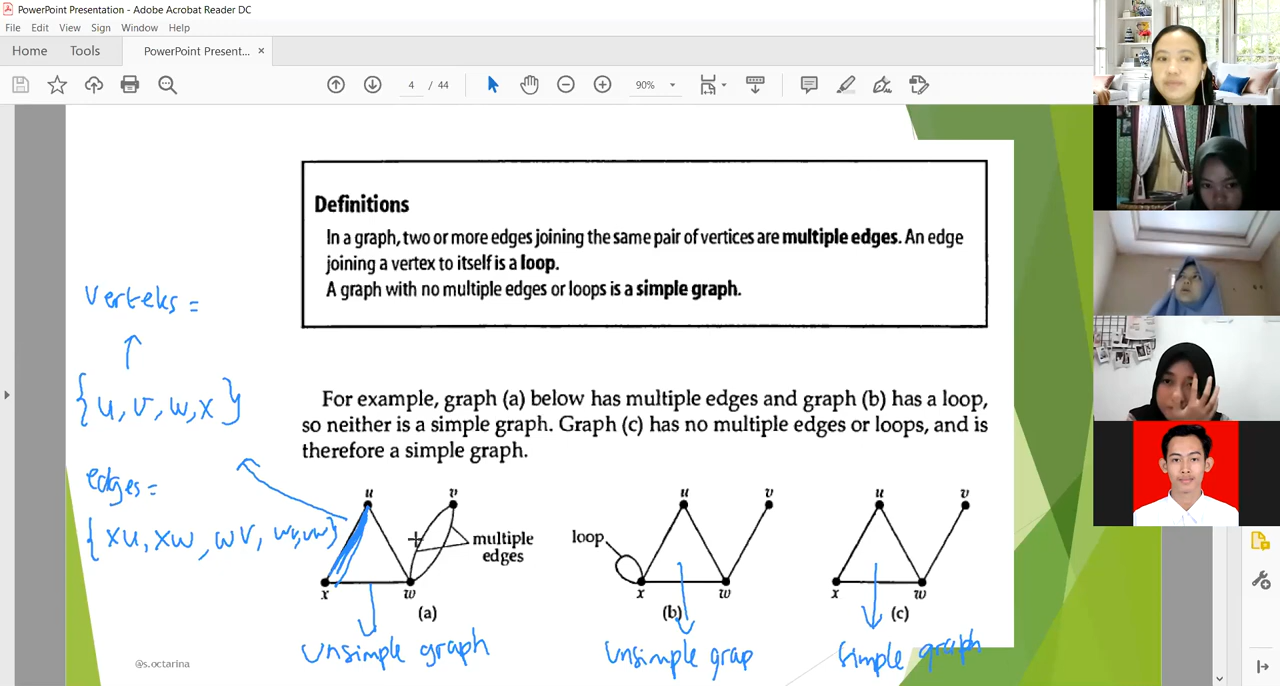 PowerPoint Presentation - Adobe Acrobat Reader DC
File Edit View Sign Window Help
Home Tools PowerPoint Present... ×
4 / 44 90%
Definitions
In a graph, two or more edges joining the same pair of vertices are multiple edges. An edge
joining a vertex to itself is a loop.
A graph with no multiple edges or loops is a simple graph.
Verteks =
{u, v, w, x}
For example, graph (a) below has multiple edges and graph (b) has a loop,
so neither is a simple graph. Graph (c) has no multiple edges or loops, and is
therefore a simple graph.
edges =
{xu, xw, wv, wv, uw}
u v
multiple
edges
x w
(a)
u v
loop
x w
(b)
u v
x w
(c)
Unsimple graph
Unsimple grap
Simple graph
@s.octarina